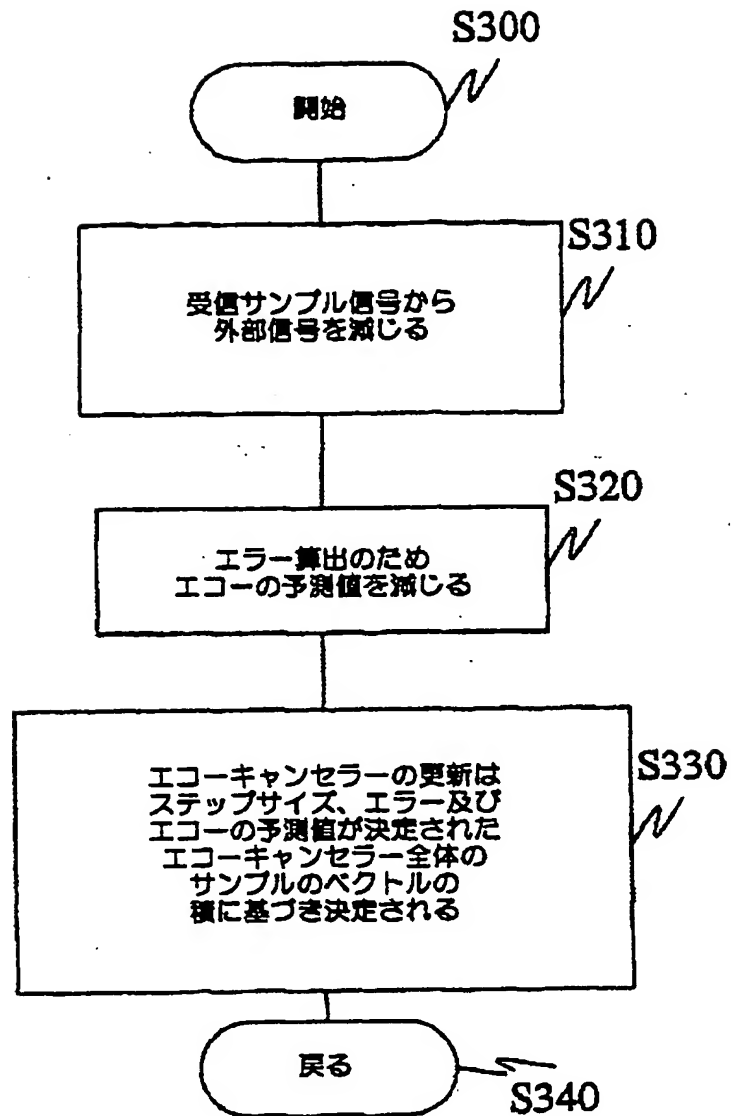 S300
開始
S310
受信サンプル信号から
外部信号を減じる
S320
エラー算出のため
エコーの予測値を減じる
S330
エコーキャンセラーの更新は
ステップサイズ、エラー及び
エコーの予測値が決定された
エコーキャンセラー全体の
サンプルのベクトルの
積に基づき決定される
戻る
S340